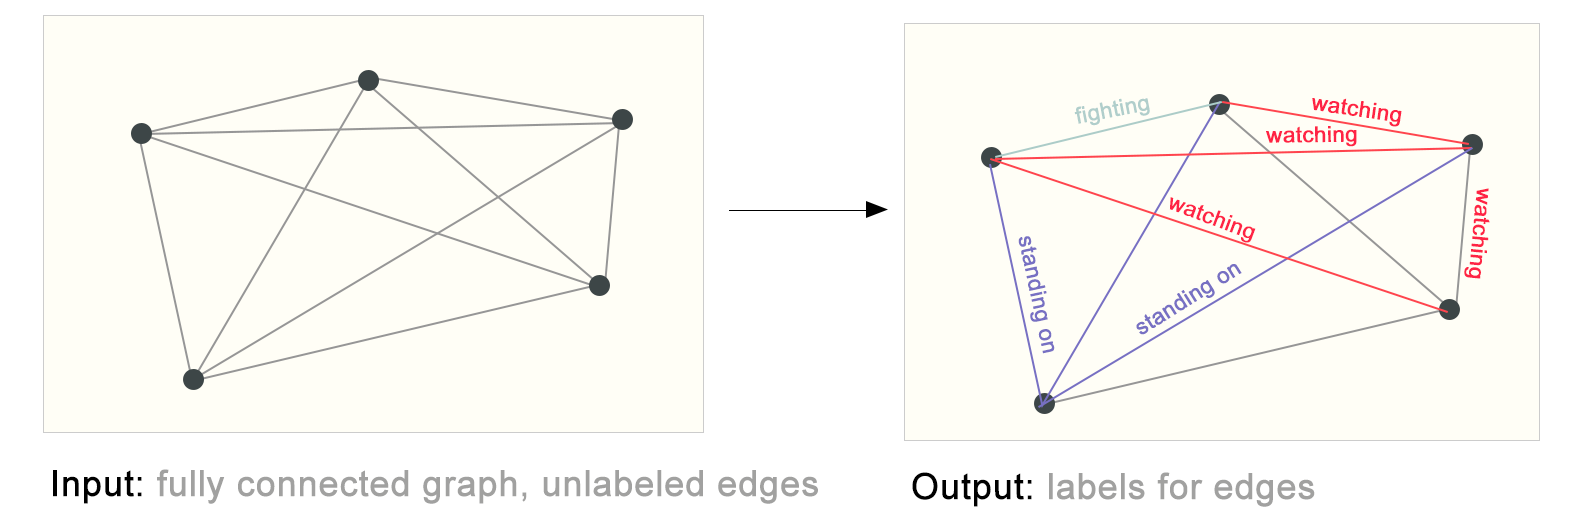 fighting
watching
watching
watching
watching
standing on
standing on
Input: fully connected graph, unlabeled edges
Output: labels for edges